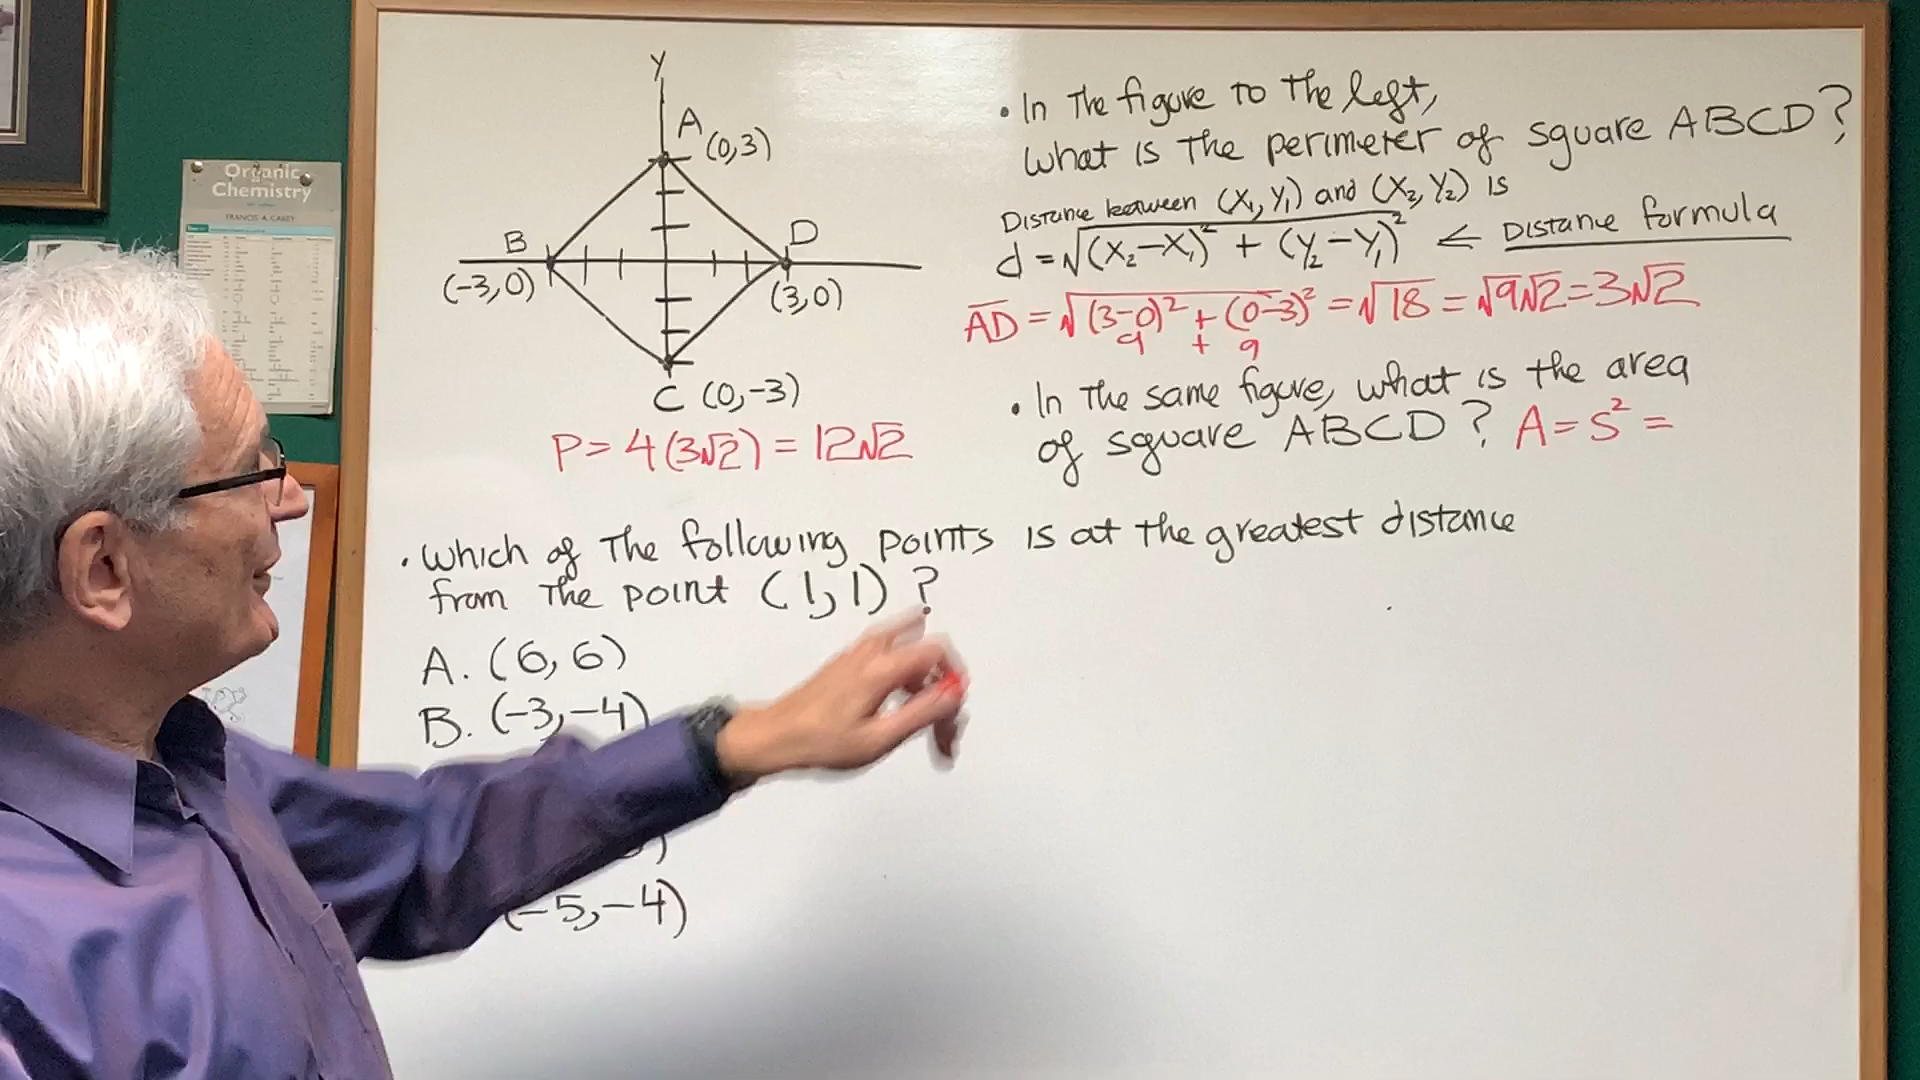 Organic
Chemistry
FRANCIS A. CAREY
Y
A (0,3)
B
(-3,0)
D
(3,0)
C (0,-3)
P = 4(3√2) = 12√2
• In the figure to the left,
what is the perimeter of square ABCD?
Distance between (X₁, Y₁) and (X₂, Y₂) is
d = √(X₂-X₁)² + (Y₂-Y₁)² ← Distance formula
AD = √(3-0)² + (0-3)² = √18 = √9√2 = 3√2
9 + 9
• In the same figure, what is the area
of square ABCD? A = S² =
• Which of the following points is at the greatest distance
from the point (1,1)?
A. (6,6)
B. (-3,-4)
)
(-5,-4)